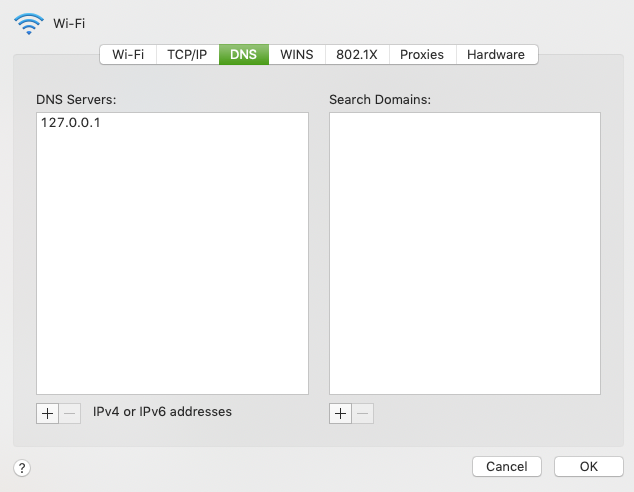 Wi-Fi
Wi-Fi TCP/IP DNS WINS 802.1X Proxies Hardware
DNS Servers:
127.0.0.1
Search Domains:
+ − IPv4 or IPv6 addresses
+ −
? Cancel OK